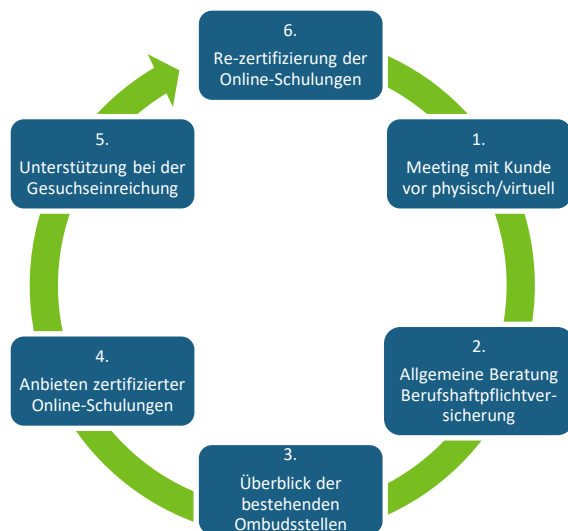 6.
Re-zertifizierung der
Online-Schulungen
1.
Meeting mit Kunde
vor physisch/virtuell
2.
Allgemeine Beratung
Berufshaftpflichtver-
sicherung
3.
Überblick der
bestehenden
Ombudsstellen
4.
Anbieten zertifizierter
Online-Schulungen
5.
Unterstützung bei der
Gesuchseinreichung